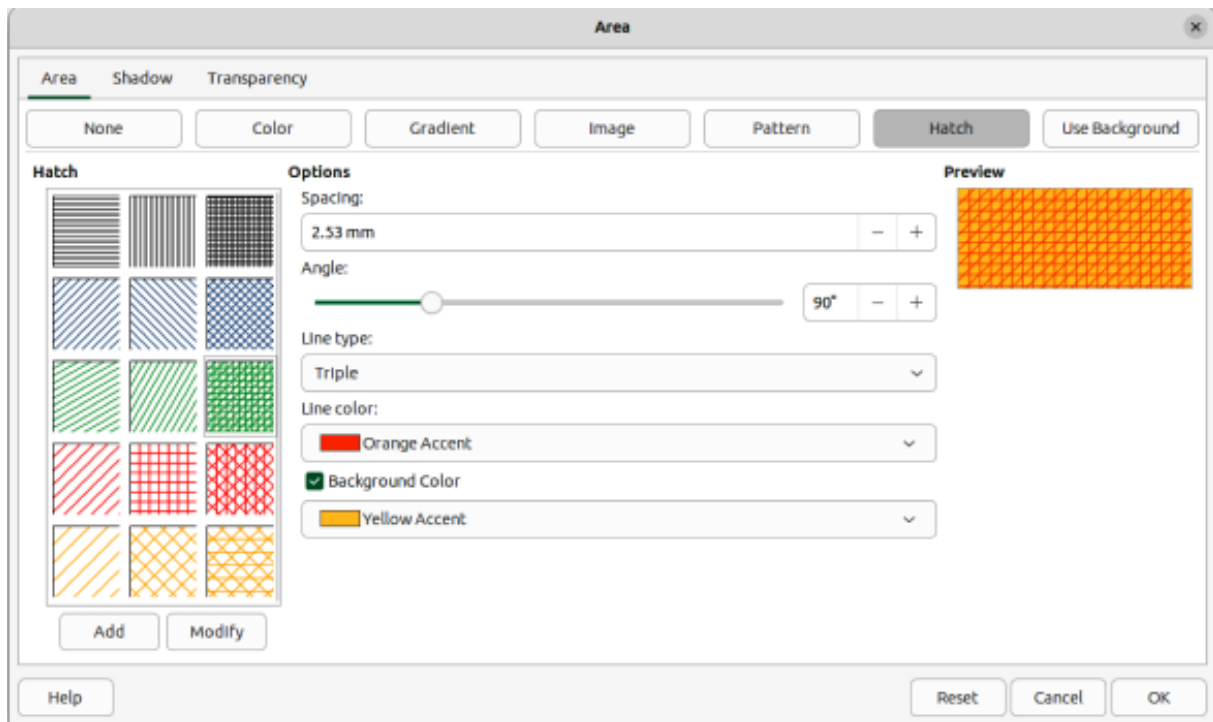 Area
Area Shadow Transparency
None Color Gradient Image Pattern Hatch Use Background
Hatch
Options
Spacing:
2.53 mm
Angle:
90°
Line type:
Triple
Line color:
Orange Accent
Background Color
Yellow Accent
Preview
Add Modify
Help Reset Cancel OK